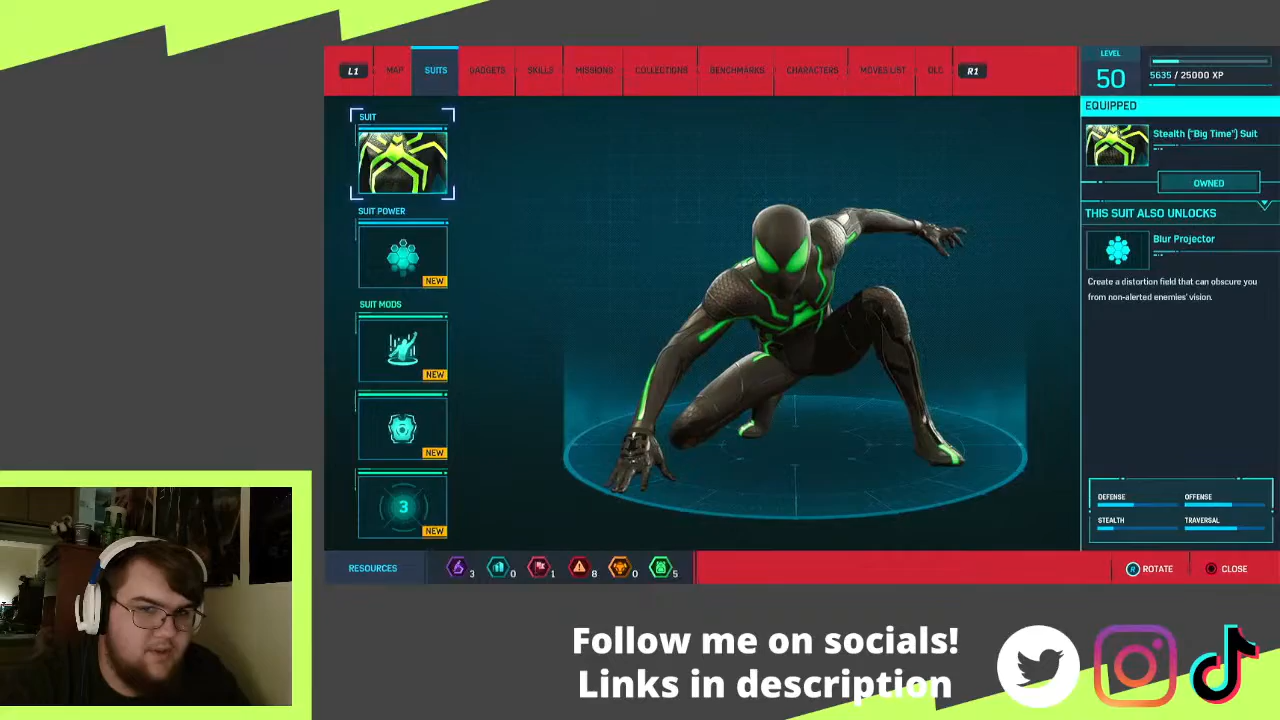 L1
MAP
SUITS
GADGETS
SKILLS
MISSIONS
COLLECTIONS
BENCHMARKS
CHARACTERS
MOVES LIST
DLC
R1
LEVEL
50
5635 / 25000 XP
SUIT
SUIT POWER
NEW
SUIT MODS
NEW
NEW
3
NEW
EQUIPPED
Stealth ("Big Time") Suit
OWNED
THIS SUIT ALSO UNLOCKS
Blur Projector
Create a distortion field that can obscure you
from non-alerted enemies' vision.
DEFENSE
OFFENSE
STEALTH
TRAVERSAL
RESOURCES
3
0
1
8
0
5
R ROTATE
CLOSE
Follow me on socials!
Links in description